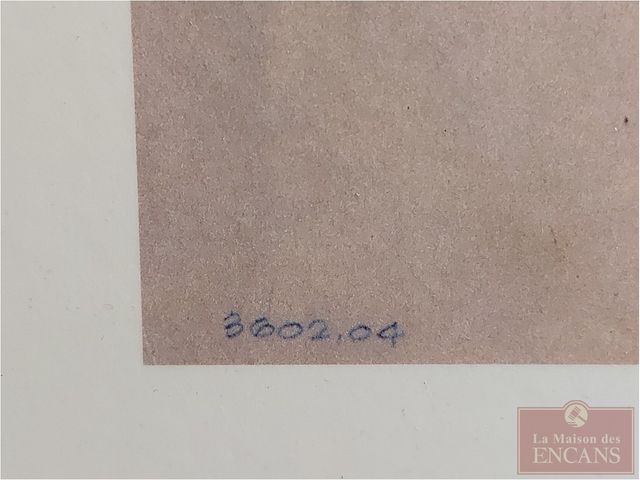 3602.04
La Maison des
ENCANS